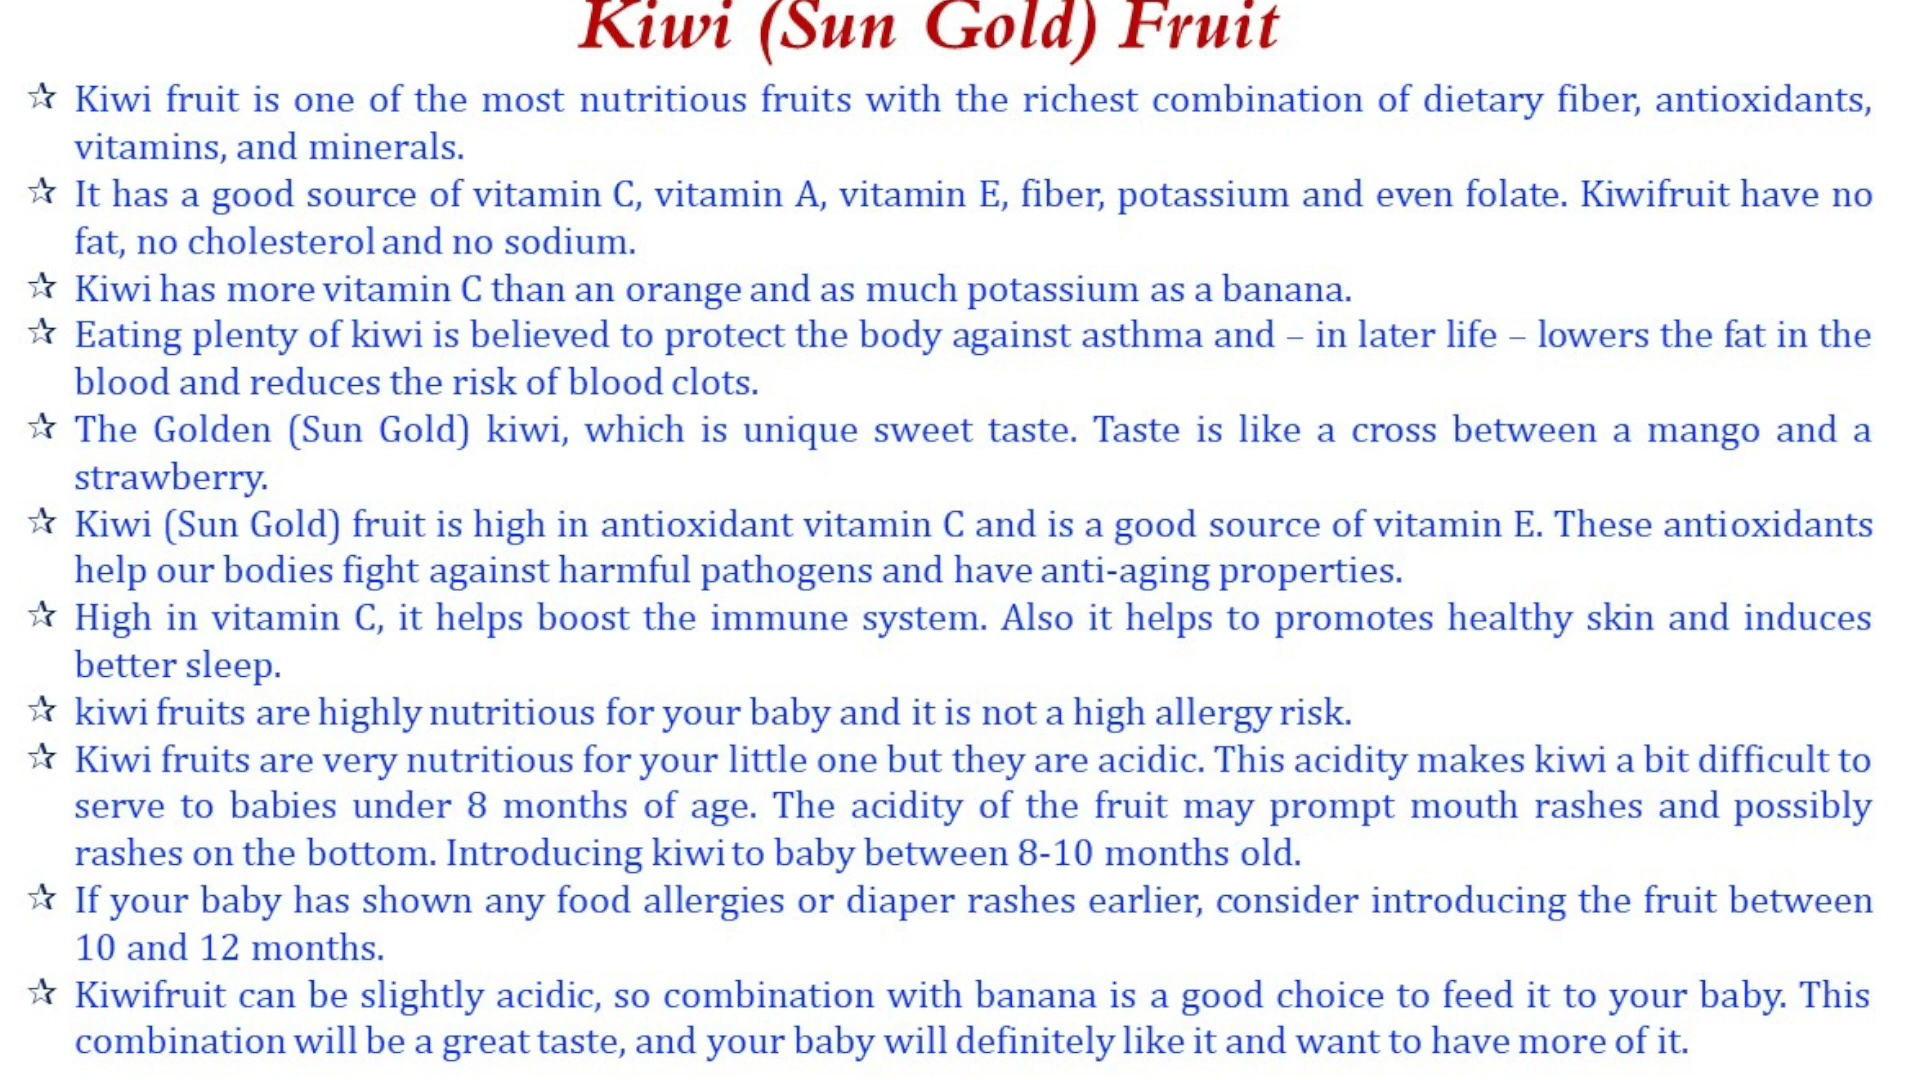 Kiwi (Sun Gold) Fruit
☆ Kiwi fruit is one of the most nutritious fruits with the richest combination of dietary fiber, antioxidants,
vitamins, and minerals.
☆ It has a good source of vitamin C, vitamin A, vitamin E, fiber, potassium and even folate. Kiwifruit have no
fat, no cholesterol and no sodium.
☆ Kiwi has more vitamin C than an orange and as much potassium as a banana.
☆ Eating plenty of kiwi is believed to protect the body against asthma and – in later life – lowers the fat in the
blood and reduces the risk of blood clots.
☆ The Golden (Sun Gold) kiwi, which is unique sweet taste. Taste is like a cross between a mango and a
strawberry.
☆ Kiwi (Sun Gold) fruit is high in antioxidant vitamin C and is a good source of vitamin E. These antioxidants
help our bodies fight against harmful pathogens and have anti-aging properties.
☆ High in vitamin C, it helps boost the immune system. Also it helps to promotes healthy skin and induces
better sleep.
☆ kiwi fruits are highly nutritious for your baby and it is not a high allergy risk.
☆ Kiwi fruits are very nutritious for your little one but they are acidic. This acidity makes kiwi a bit difficult to
serve to babies under 8 months of age. The acidity of the fruit may prompt mouth rashes and possibly
rashes on the bottom. Introducing kiwi to baby between 8-10 months old.
☆ If your baby has shown any food allergies or diaper rashes earlier, consider introducing the fruit between
10 and 12 months.
☆ Kiwifruit can be slightly acidic, so combination with banana is a good choice to feed it to your baby. This
combination will be a great taste, and your baby will definitely like it and want to have more of it.